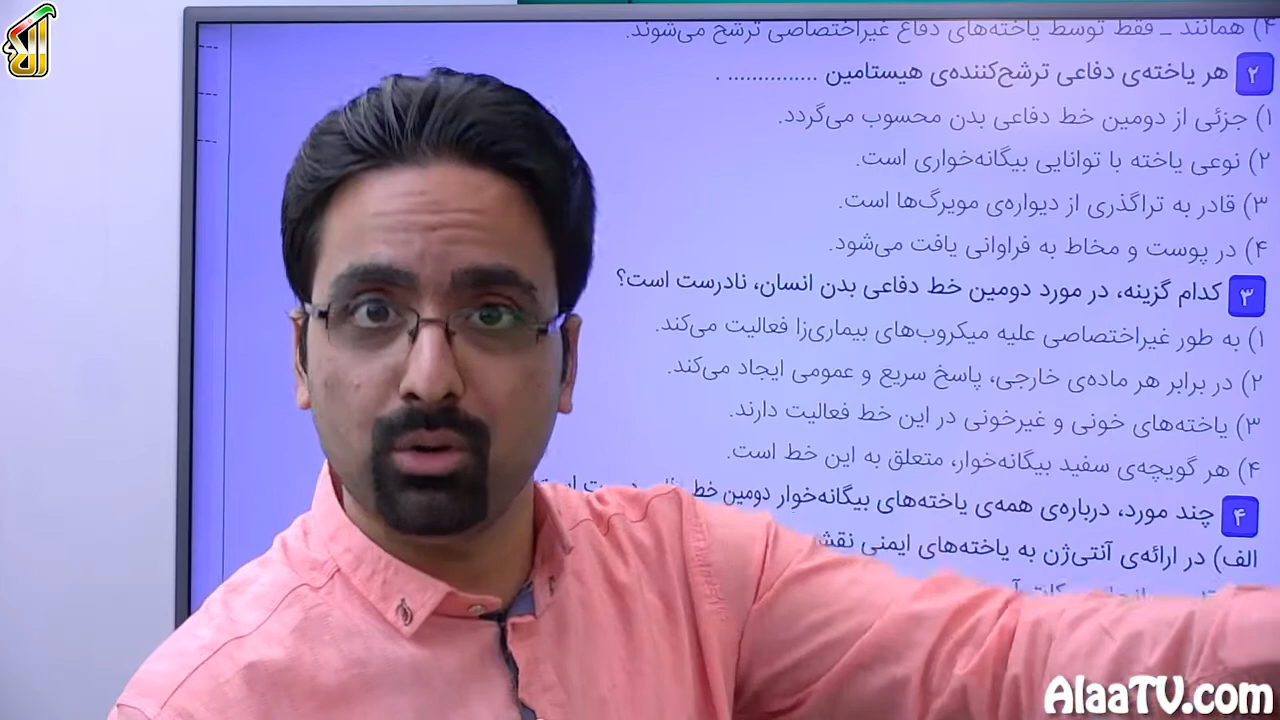 آلاء
۴) همانند ـ فقط توسط یاخته‌های دفاع غیراختصاصی ترشح می‌شوند.
۲ هر یاخته‌ی دفاعی ترشح‌کننده‌ی هیستامین ............... .
۱) جزئی از دومین خط دفاعی بدن محسوب می‌گردد.
۲) نوعی یاخته با توانایی بیگانه‌خواری است.
۳) قادر به تراگذری از دیواره‌ی مویرگ‌ها است.
۴) در پوست و مخاط به فراوانی یافت می‌شود.
۳ کدام گزینه، در مورد دومین خط دفاعی بدن انسان، نادرست است؟
۱) به طور غیراختصاصی علیه میکروب‌های بیماری‌زا فعالیت می‌کند.
۲) در برابر هر ماده‌ی خارجی، پاسخ سریع و عمومی ایجاد می‌کند.
۳) یاخته‌های خونی و غیرخونی در این خط فعالیت دارند.
۴) هر گویچه‌ی سفید بیگانه‌خوار، متعلق به این خط است.
۴ چند مورد، درباره‌ی همه‌ی یاخته‌های بیگانه‌خوار دومین خط
الف) در ارائه‌ی آنتی‌ژن به یاخته‌های ایمنی نقش
AlaaTV.com